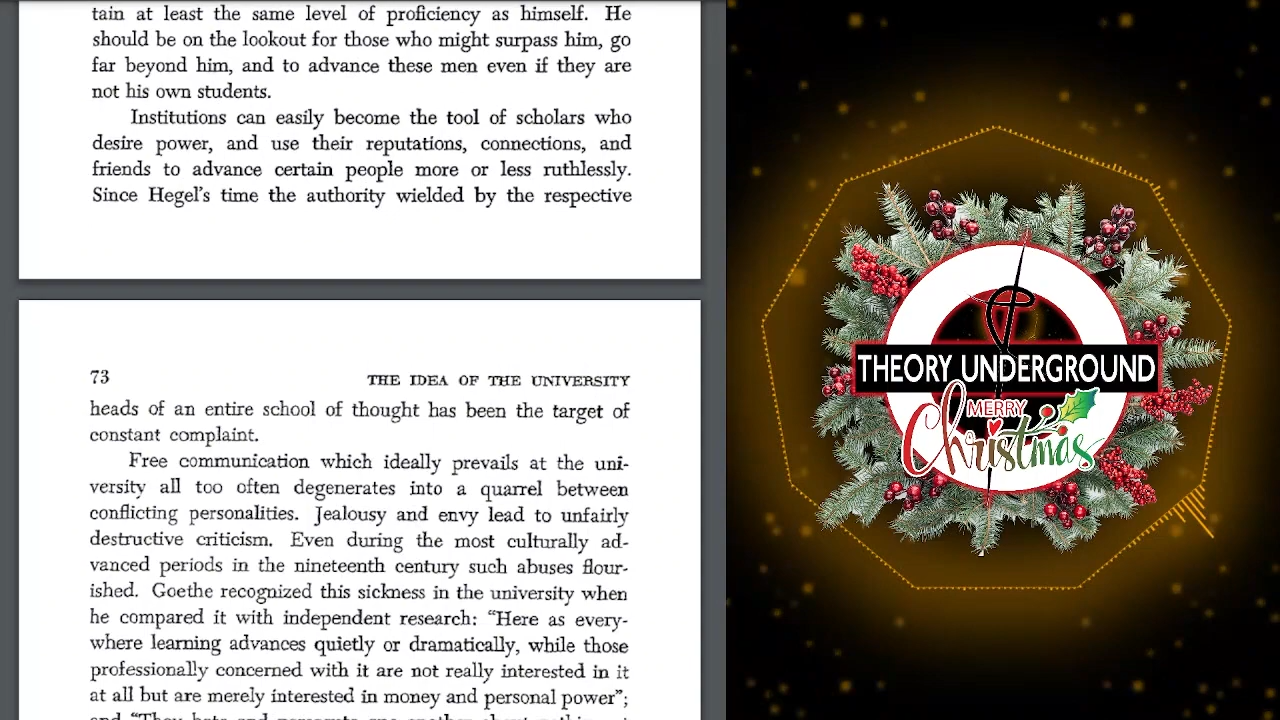 tain at least the same level of proficiency as himself. He
should be on the lookout for those who might surpass him, go
far beyond him, and to advance these men even if they are
not his own students.
Institutions can easily become the tool of scholars who
desire power, and use their reputations, connections, and
friends to advance certain people more or less ruthlessly.
Since Hegel's time the authority wielded by the respective
73 THE IDEA OF THE UNIVERSITY
heads of an entire school of thought has been the target of
constant complaint.
Free communication which ideally prevails at the uni-
versity all too often degenerates into a quarrel between
conflicting personalities. Jealousy and envy lead to unfairly
destructive criticism. Even during the most culturally ad-
vanced periods in the nineteenth century such abuses flour-
ished. Goethe recognized this sickness in the university when
he compared it with independent research: "Here as every-
where learning advances quietly or dramatically, while those
professionally concerned with it are not really interested in it
at all but are merely interested in money and personal power";
THEORY UNDERGROUND
MERRY
Christmas